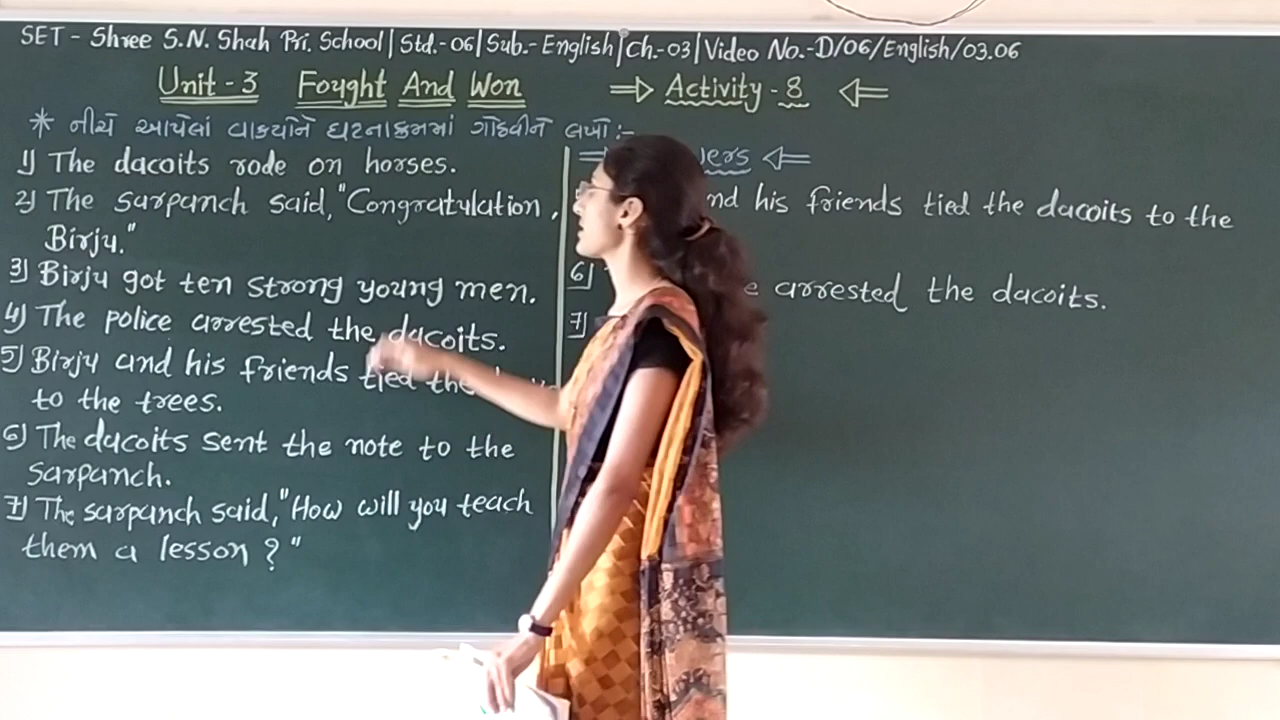 SET - Shree S.N. Shah Pri. School | Std.-06 | Sub.- English | Ch.-03 | Video No.-D/06/English/03.06
Unit - 3 Fought And Won ⇒ Activity - 8 ⇐
* નીચે આપેલાં વાક્યોને ઘટનાક્રમમાં ગોઠવીને લખો :-
1) The dacoits rode on horses.
2) The sarpanch said, "Congratulation,
Birju."
3) Birju got ten strong young men.
4) The police arrested the dacoits.
5) Birju and his friends tied the
to the trees.
6) The dacoits sent the note to the
sarpanch.
7) The sarpanch said, "How will you teach
them a lesson ?"
⇐
his friends tied the dacoits to the
6)
arrested the dacoits.
7)